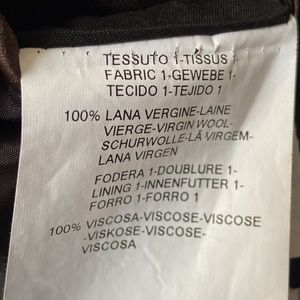 TESSUTO 1-TISSUS 1-
FABRIC 1-GEWEBE 1-
TECIDO 1-TEJIDO 1
100% LANA VERGINE-LAINE
VIERGE-VIRGIN WOOL-
SCHURWOLLE-LÃ VIRGEM-
LANA VIRGEN
FODERA 1-DOUBLURE 1-
LINING 1-INNENFUTTER 1-
FORRO 1-FORRO 1
100% VISCOSA-VISCOSE-VISCOSE
-VISKOSE-VISCOSE-
VISCOSA